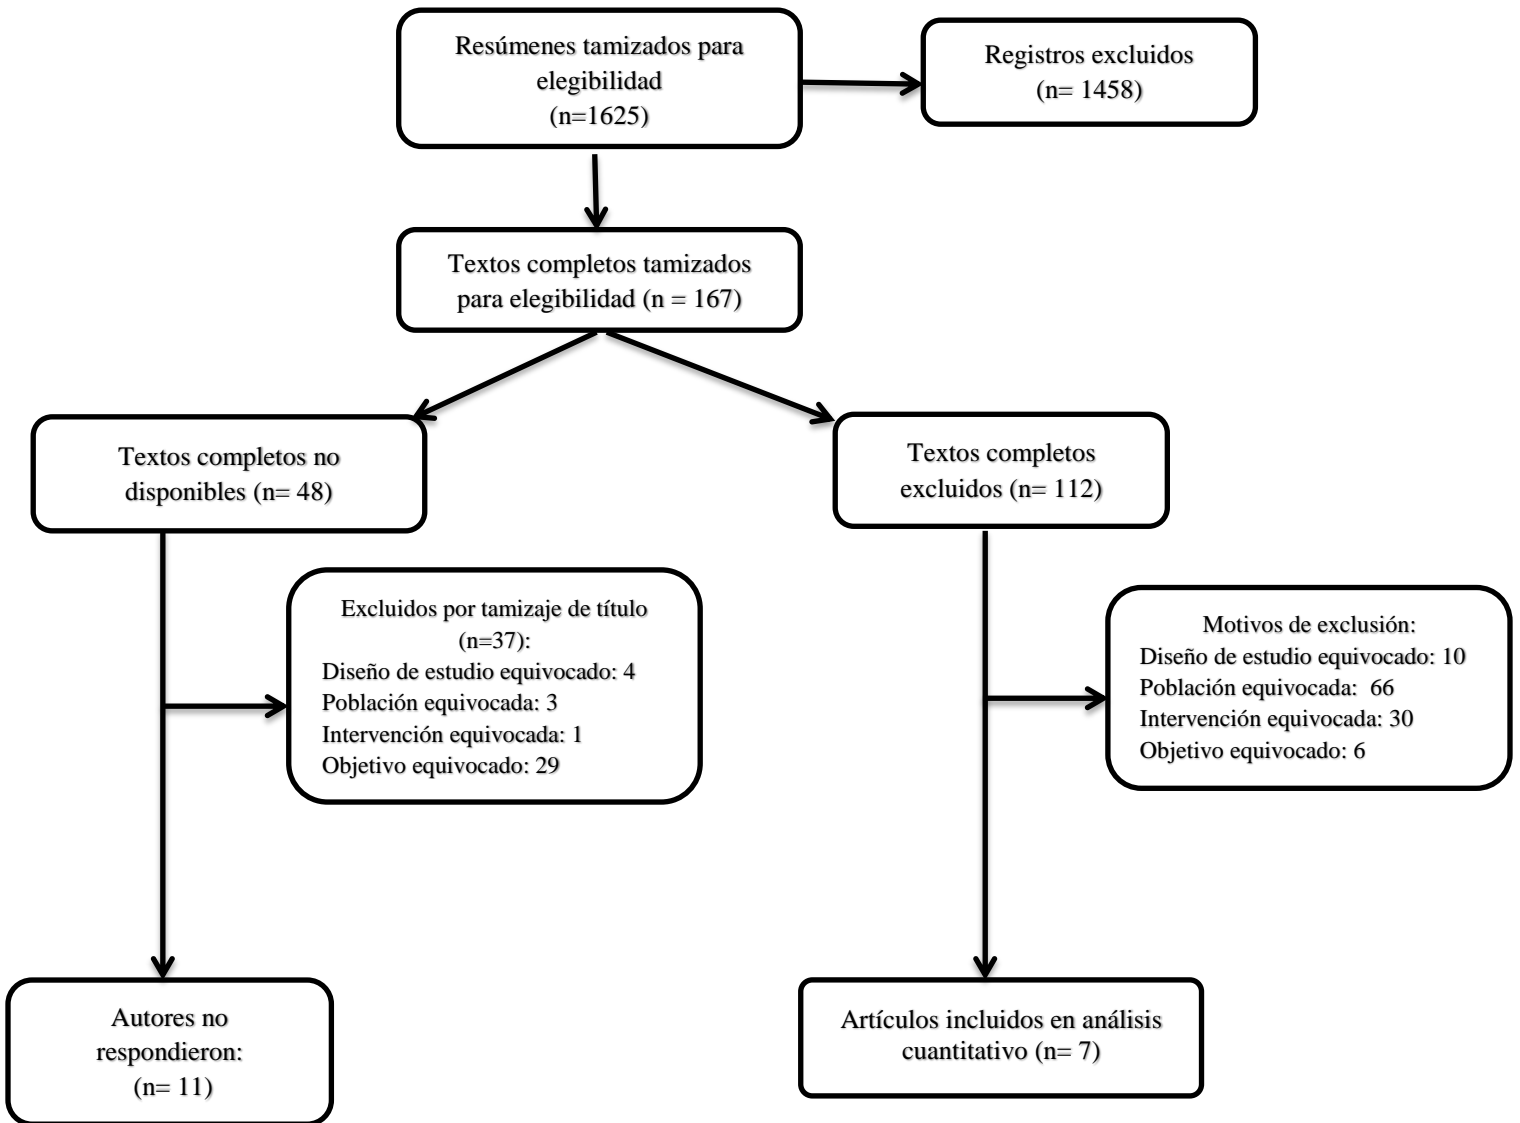 Resúmenes tamizados para
elegibilidad
(n=1625)
Registros excluidos
(n= 1458)
Textos completos tamizados
para elegibilidad (n = 167)
Textos completos no
disponibles (n= 48)
Textos completos
excluidos (n= 112)
Excluidos por tamizaje de título
(n=37):
Diseño de estudio equivocado: 4
Población equivocada: 3
Intervención equivocada: 1
Objetivo equivocado: 29
Motivos de exclusión:
Diseño de estudio equivocado: 10
Población equivocada:  66
Intervención equivocada: 30
Objetivo equivocado: 6
Autores no
respondieron:
(n= 11)
Artículos incluidos en análisis
cuantitativo (n= 7)